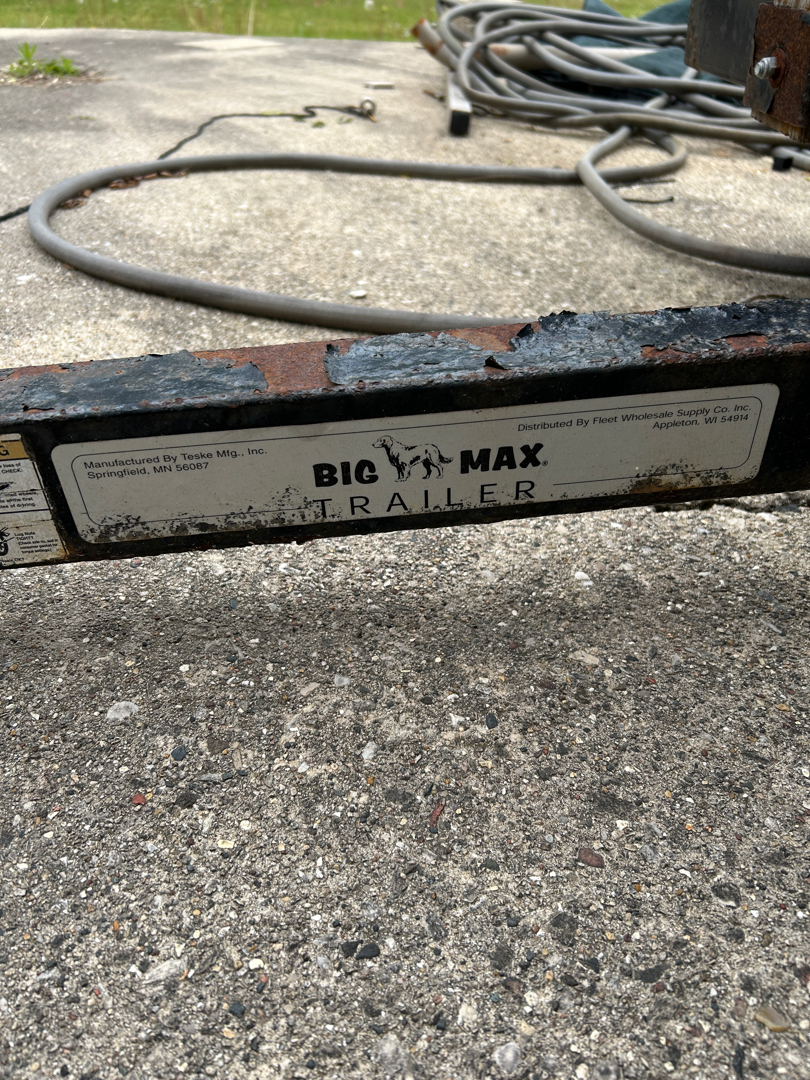 G
CHECK.
Manufactured By Teske Mfg., Inc.
Springfield, MN 56087
BIG MAX®
TRAILER
Distributed By Fleet Wholesale Supply Co. Inc.
Appleton, WI 54914